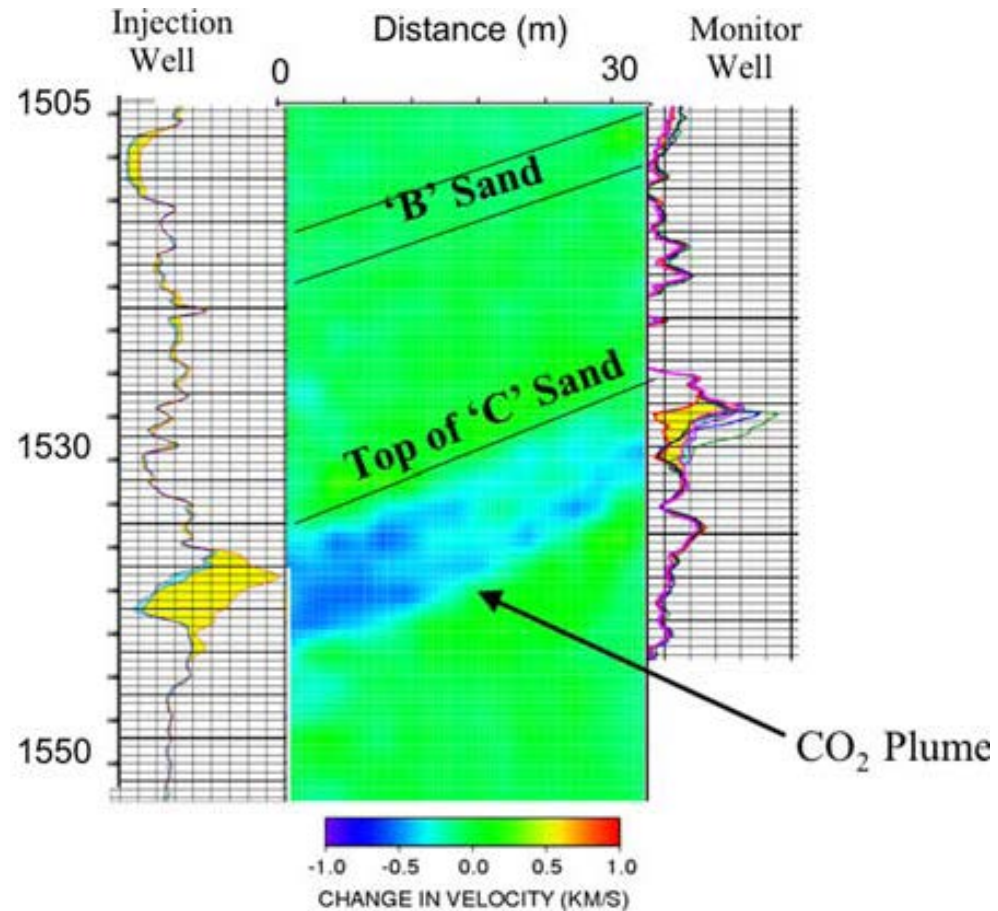 Injection
Well
Distance (m)
Monitor
Well
0
30
1505
'B' Sand
Top of 'C' Sand
1530
1550
CO₂ Plume
-1.0 -0.5 0.0 0.5 1.0
CHANGE IN VELOCITY (KM/S)